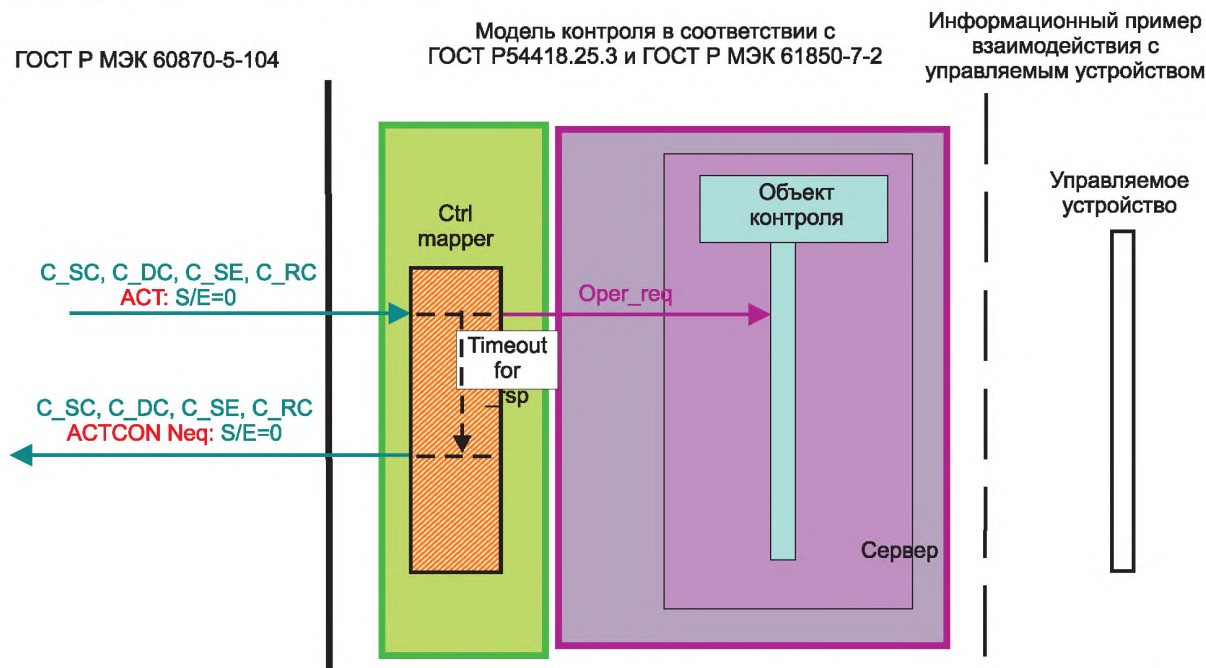 ГОСТ Р МЭК 60870-5-104
Модель контроля в соответствии с
ГОСТ Р54418.25.3 и ГОСТ Р МЭК 61850-7-2
Информационный пример
взаимодействия с
управляемым устройством
Ctrl
mapper
Объект
контроля
Управляемое
устройство
C_SC, C_DC, C_SE, C_RC
ACT: S/E=0
Oper_req
Timeout
for
_rsp
C_SC, C_DC, C_SE, C_RC
ACTCON Neq: S/E=0
Сервер